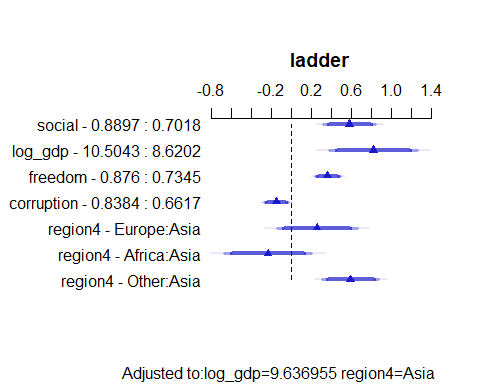 ladder
-0.8 -0.2 0.2 0.6 1.0 1.4
social - 0.8897 : 0.7018
log_gdp - 10.5043 : 8.6202
freedom - 0.876 : 0.7345
corruption - 0.8384 : 0.6617
region4 - Europe:Asia
region4 - Africa:Asia
region4 - Other:Asia
Adjusted to:log_gdp=9.636955 region4=Asia